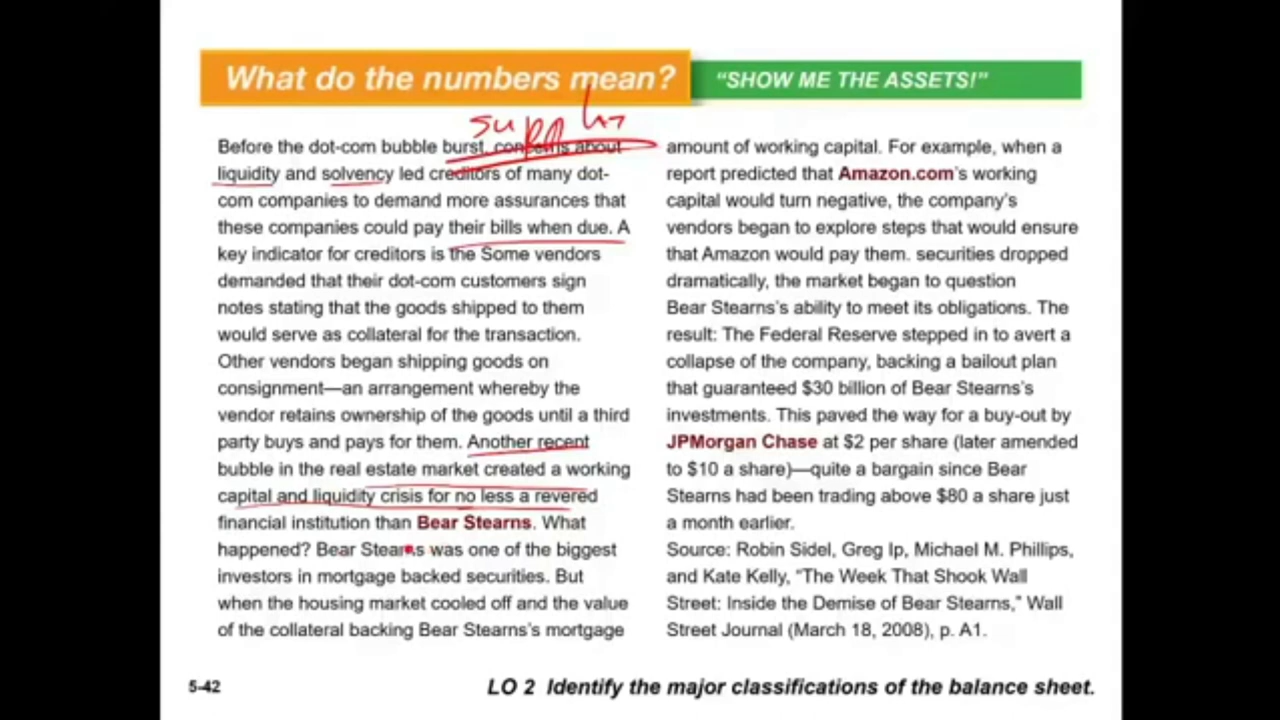 What do the numbers mean?
"SHOW ME THE ASSETS!"
Before the dot-com bubble burst, concerns about
liquidity and solvency led creditors of many dot-
com companies to demand more assurances that
these companies could pay their bills when due. A
key indicator for creditors is the Some vendors
demanded that their dot-com customers sign
notes stating that the goods shipped to them
would serve as collateral for the transaction.
Other vendors began shipping goods on
consignment—an arrangement whereby the
vendor retains ownership of the goods until a third
party buys and pays for them. Another recent
bubble in the real estate market created a working
capital and liquidity crisis for no less a revered
financial institution than Bear Stearns. What
happened? Bear Stearns was one of the biggest
investors in mortgage backed securities. But
when the housing market cooled off and the value
of the collateral backing Bear Stearns's mortgage
amount of working capital. For example, when a
report predicted that Amazon.com's working
capital would turn negative, the company's
vendors began to explore steps that would ensure
that Amazon would pay them. securities dropped
dramatically, the market began to question
Bear Stearns's ability to meet its obligations. The
result: The Federal Reserve stepped in to avert a
collapse of the company, backing a bailout plan
that guaranteed $30 billion of Bear Stearns's
investments. This paved the way for a buy-out by
JPMorgan Chase at $2 per share (later amended
to $10 a share)—quite a bargain since Bear
Stearns had been trading above $80 a share just
a month earlier.
Source: Robin Sidel, Greg Ip, Michael M. Phillips,
and Kate Kelly, "The Week That Shook Wall
Street: Inside the Demise of Bear Stearns," Wall
Street Journal (March 18, 2008), p. A1.
5-42
LO 2 Identify the major classifications of the balance sheet.